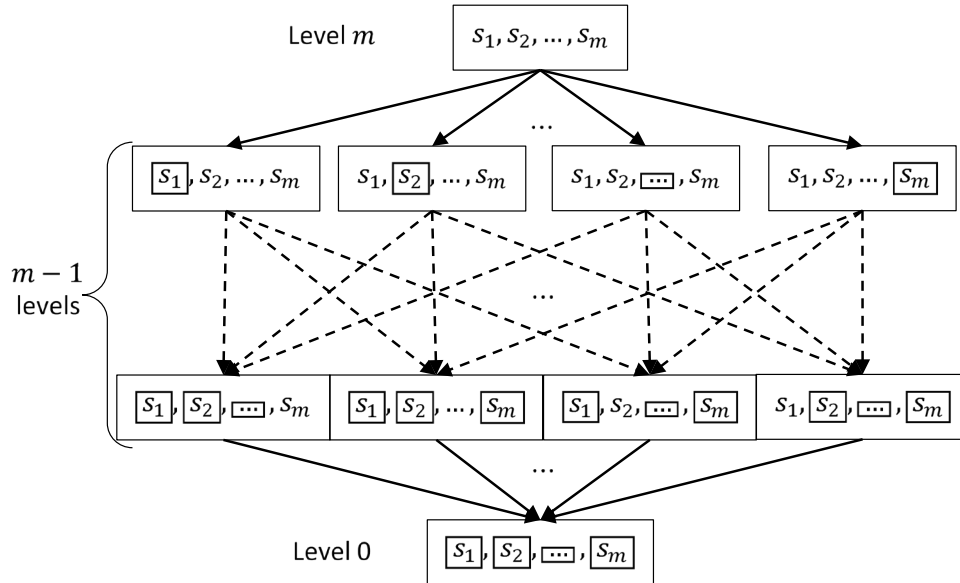 Level m
s₁, s₂, ..., sₘ
...
s₁, s₂, ..., sₘ
s₁, s₂, ..., sₘ
s₁, s₂, ..., sₘ
s₁, s₂, ..., sₘ
m − 1
levels
...
s₁, s₂, ..., sₘ
s₁, s₂, ..., sₘ
s₁, s₂, ..., sₘ
s₁, s₂, ..., sₘ
...
Level 0
s₁, s₂, ..., sₘ